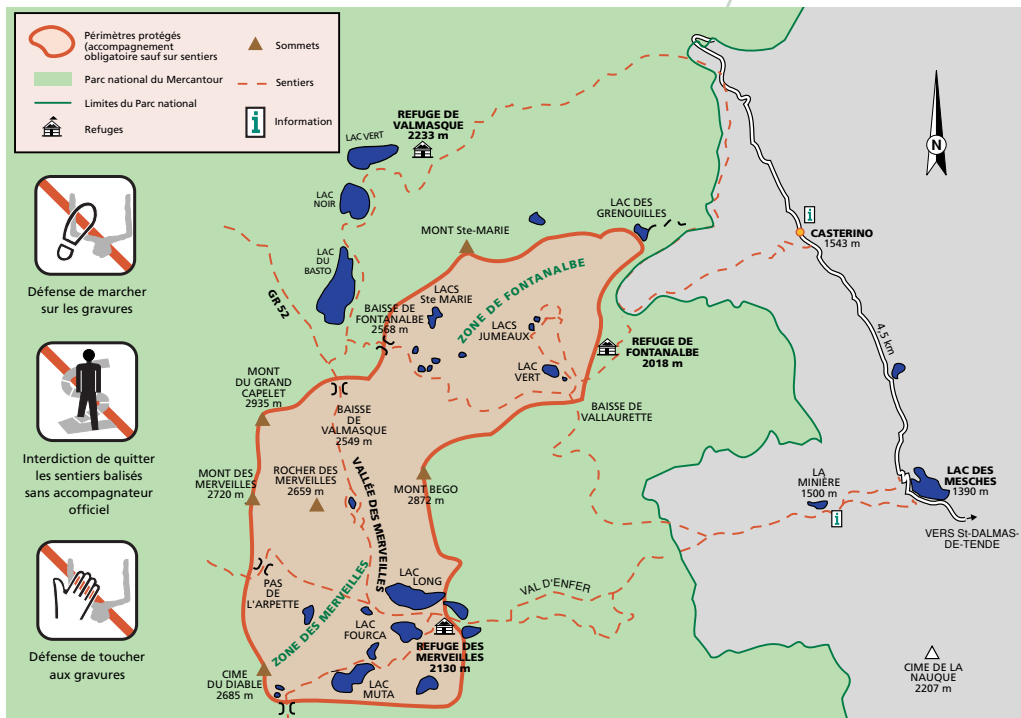 Périmètres protégés
(accompagnement
obligatoire sauf sur sentiers
Parc national du Mercantour
Limites du Parc national
Refuges
Sommets
Sentiers
i
Information
Défense de marcher
sur les gravures
Interdiction de quitter
les sentiers balisés
sans accompagnateur
officiel
Défense de toucher
aux gravures
N
REFUGE DE
VALMASQUE
2233 m
LAC VERT
LAC
NOIR
LAC
DU
BASTO
GR52
MONT Ste-MARIE
LAC DES
GRENOUILLES
i
CASTERINO
1543 m
4,5 km
BAISSE DE
FONTANALBE
2568 m
LACS
Ste MARIE
ZONE DE FONTANALBE
LACS
JUMEAUX
LAC
VERT
REFUGE DE
FONTANALBE
2018 m
BAISSE DE
VALLAURETTE
MONT
DU GRAND
CAPELET
2935 m
BAISSE
DE
VALMASQUE
2549 m
MONT DES
MERVEILLES
2720 m
ROCHER DES
MERVEILLES
2659 m
VALLÉE DES MERVEILLES
MONT BEGO
2872 m
LA
MINIÈRE
1500 m
i
LAC DES
MESCHES
1390 m
VERS St-DALMAS-
DE-TENDE
PAS
DE
L'ARPETTE
ZONE DES MERVEILLES
LAC
LONG
VAL D'ENFER
LAC
FOURCA
REFUGE DES
MERVEILLES
2130 m
CIME
DU DIABLE
2685 m
LAC
MUTA
CIME DE LA
NAUQUE
2207 m